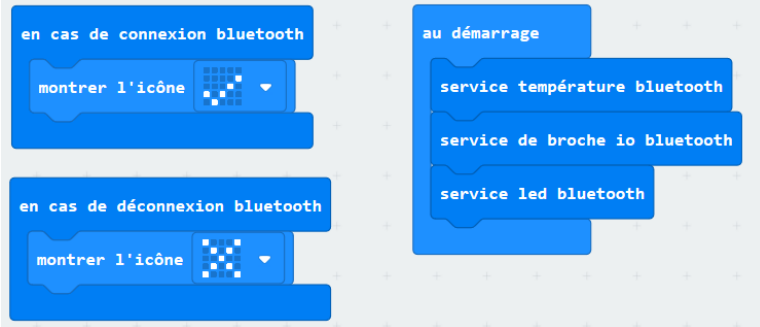 en cas de connexion bluetooth
montrer l'icône
en cas de déconnexion bluetooth
montrer l'icône
au démarrage
service température bluetooth
service de broche io bluetooth
service led bluetooth